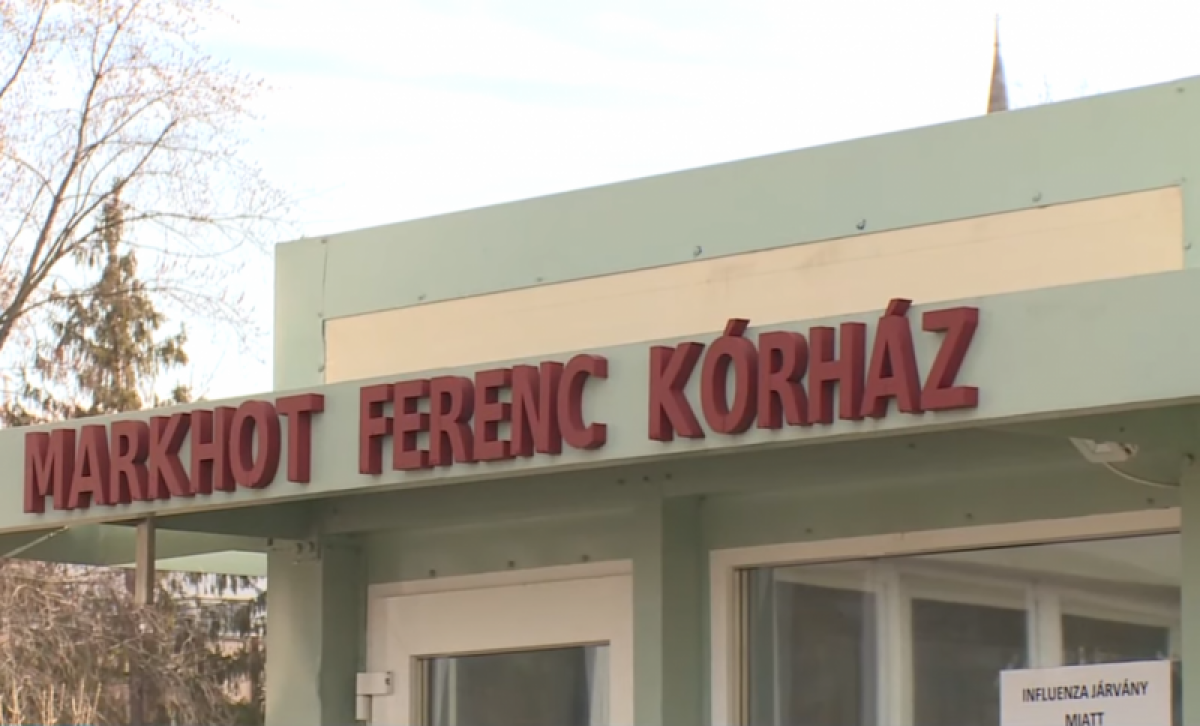 MARKHOT FERENC KÓRHÁZ
INFLUENZA JÁRVÁNY
MIATT